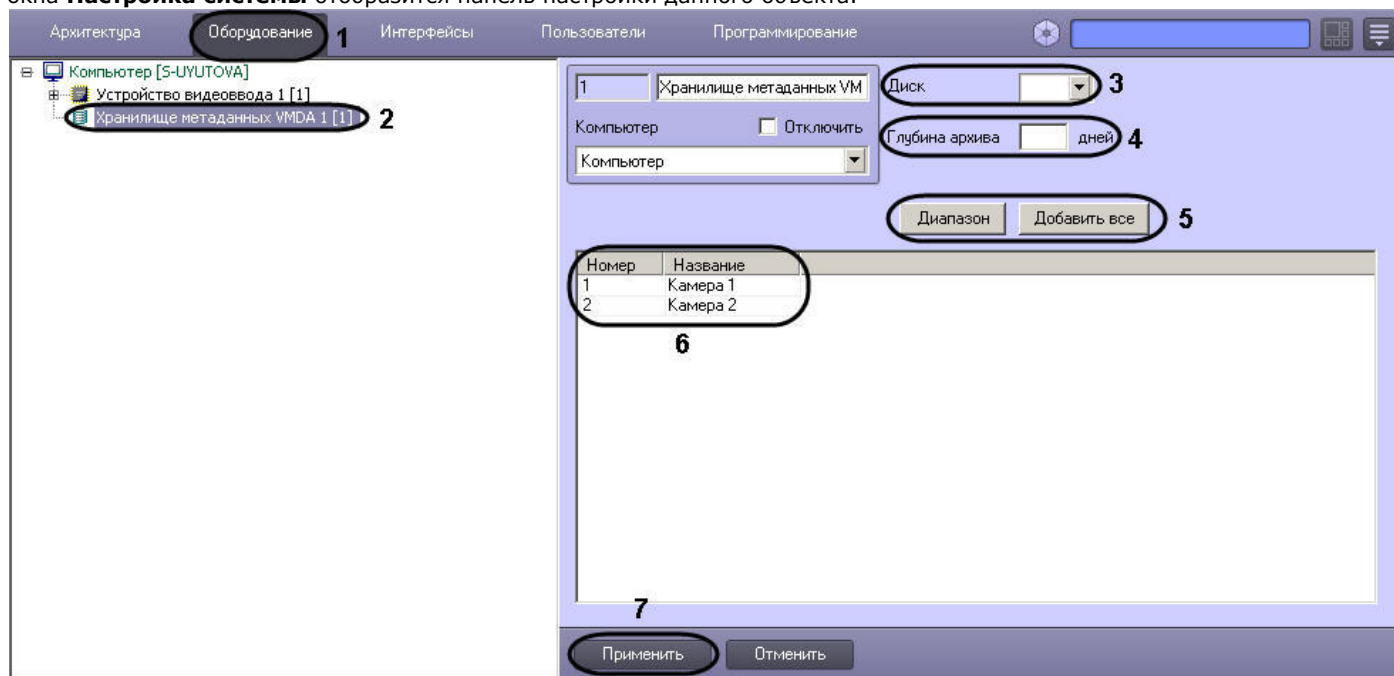 окна Настройка системы отобразится панель настройки данного объекта.
Архитектура Оборудование 1 Интерфейсы Пользователи Программирование
Компьютер [S-UYUTOVA]
Устройство видеоввода 1 [1]
Хранилище метаданных VMDA 1 [1] 2
1 Хранилище метаданных VM
Компьютер Отключить
Компьютер
Диск 3
Глубина архива дней 4
Диапазон Добавить все 5
Номер Название
1 Камера 1
2 Камера 2
6
7
Применить Отменить